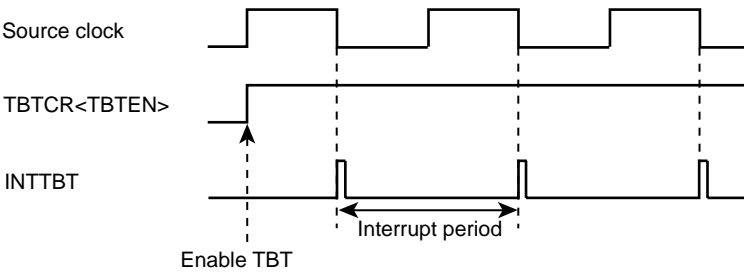 Source clock
TBTCR<TBTEN>
INTTBT
Interrupt period
Enable TBT